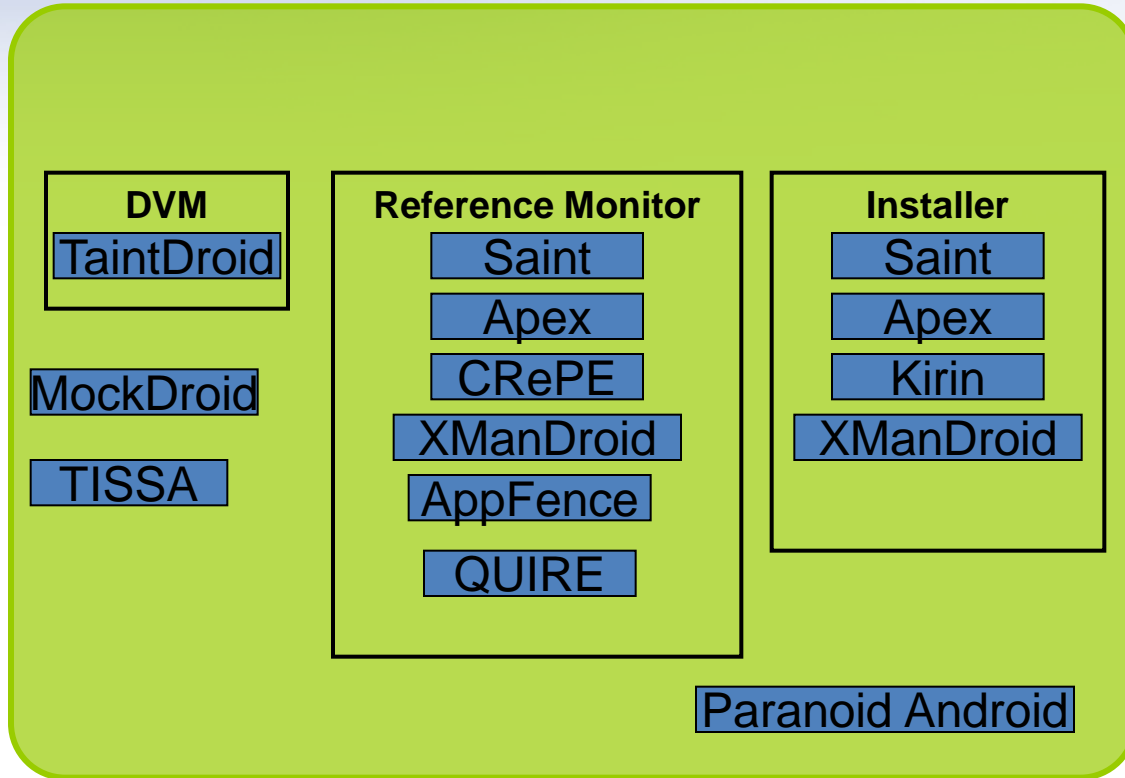 DVM
TaintDroid
MockDroid
TISSA
Reference Monitor
Saint
Apex
CRePE
XManDroid
AppFence
QUIRE
Installer
Saint
Apex
Kirin
XManDroid
Paranoid Android